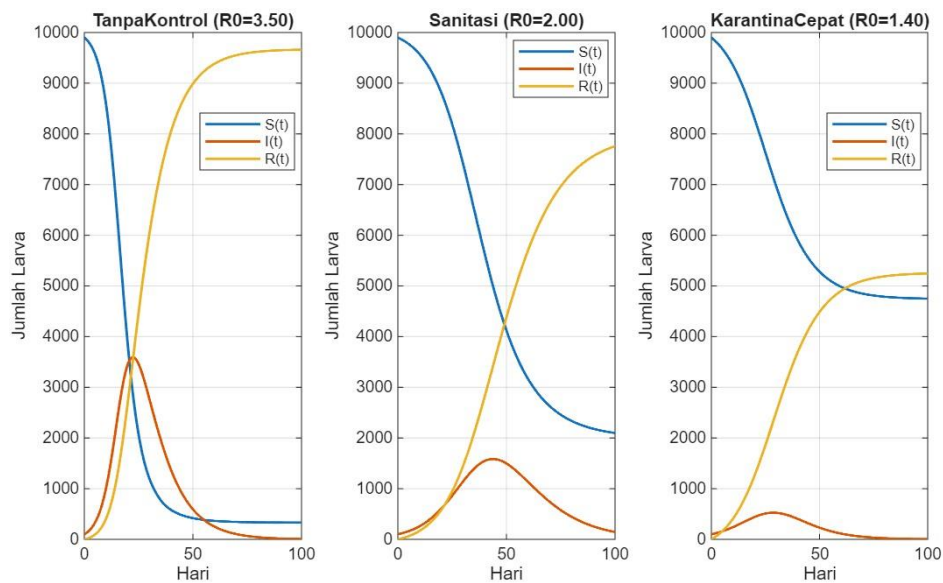 TanpaKontrol (R0=3.50)
10000
9000
8000
7000
6000
5000
4000
3000
2000
1000
0
Jumlah Larva
S(t)
I(t)
R(t)
0 50 100
Hari
Sanitasi (R0=2.00)
10000
9000
8000
7000
6000
5000
4000
3000
2000
1000
0
Jumlah Larva
S(t)
I(t)
R(t)
0 50 100
Hari
KarantinaCepat (R0=1.40)
10000
9000
8000
7000
6000
5000
4000
3000
2000
1000
0
Jumlah Larva
S(t)
I(t)
R(t)
0 50 100
Hari